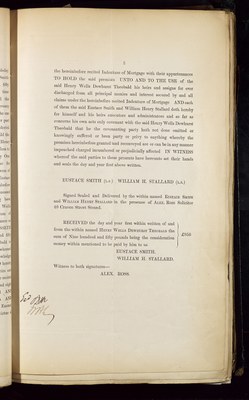 3
the hereinbefore recited Indenture of Mortgage with their appurtenances
TO HOLD the said premises UNTO AND TO THE USE of the
said Henry Wells Dewhurst Theobald his heirs and assigns for ever
discharged from all principal monies and interest secured by and all
claims under the hereinbefore recited Indenture of Mortgage AND each
of them the said Eustace Smith and William Henry Stallard doth hereby
for himself and his heirs executors and administrators and as far as
concerns his own acts only covenant with the said Henry Wells Dewhurst
Theobald that he the covenanting party hath not done omitted or
knowingly suffered or been party or privy to anything whereby the
premises hereinbefore granted and reconveyed are or can be in any manner
impeached charged incumbered or prejudicially affected IN WITNESS
whereof the said parties to these presents have hereunto set their hands
and seals the day and year first above written.
EUSTACE SMITH (L.S.) WILLIAM H. STALLARD (L.S.)
Signed Sealed and Delivered by the within named EUSTACE SMITH
and WILLIAM HENRY STALLARD in the presence of ALEX. ROSS Solicitor
RECEIVED the day and year first within written of and
from the within named HENRY WELLS DEWHURST THEOBALD the
sum of Nine hundred and fifty pounds being the consideration
money within mentioned to be paid by him to us
£950
EUSTACE SMITH.
WILLIAM H. STALLARD.
Witness to both signatures—
ALEX. ROSS.